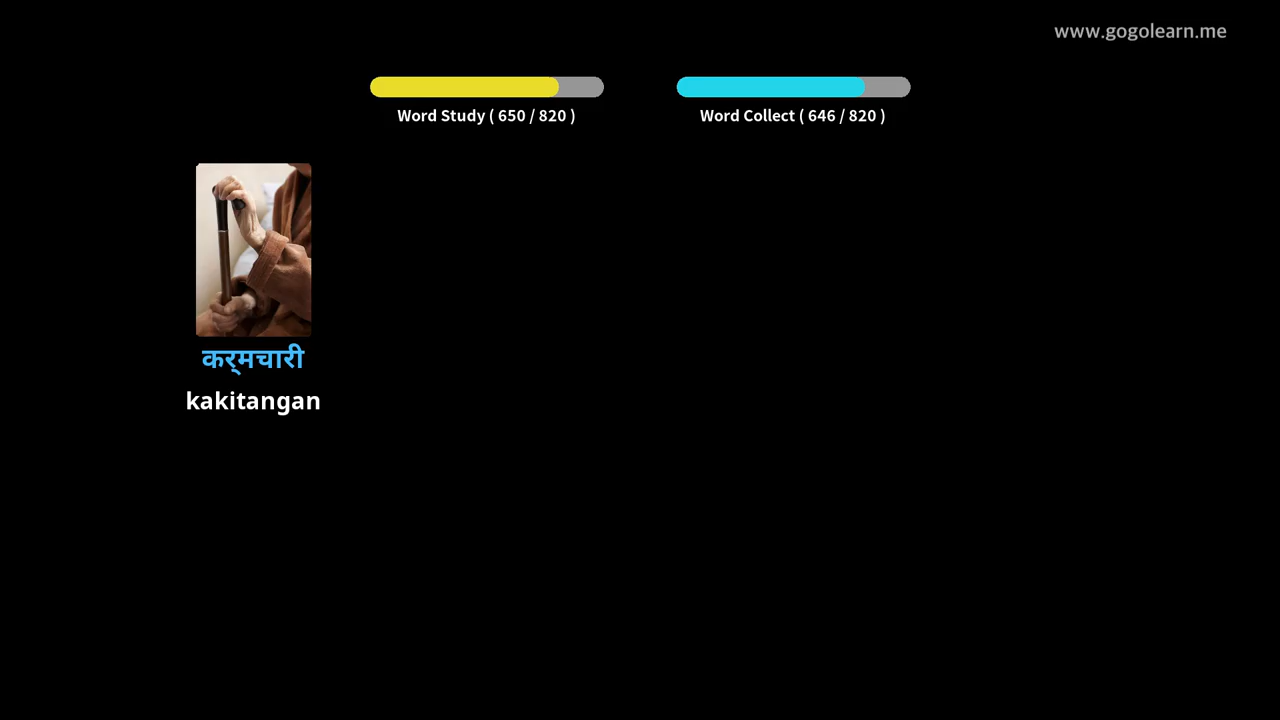 www.gogolearn.me
Word Study ( 650 / 820 )
Word Collect ( 646 / 820 )
कर्मचारी
kakitangan